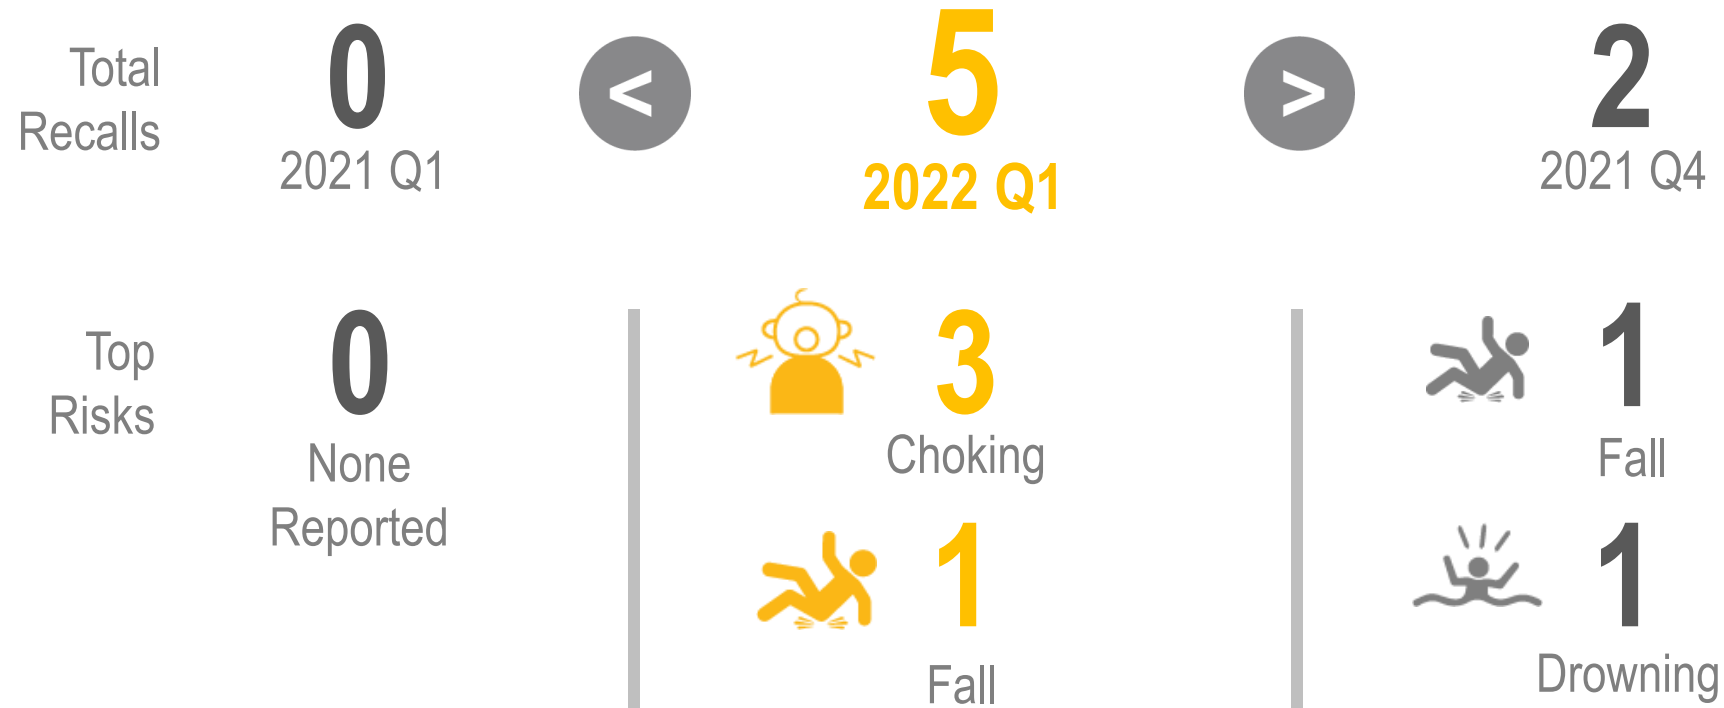 Total
Recalls
0
2021 Q1
<
5
2022 Q1
>
2
2021 Q4
Top
Risks
0
None
Reported
3
Choking
1
Fall
1
Fall
1
Drowning